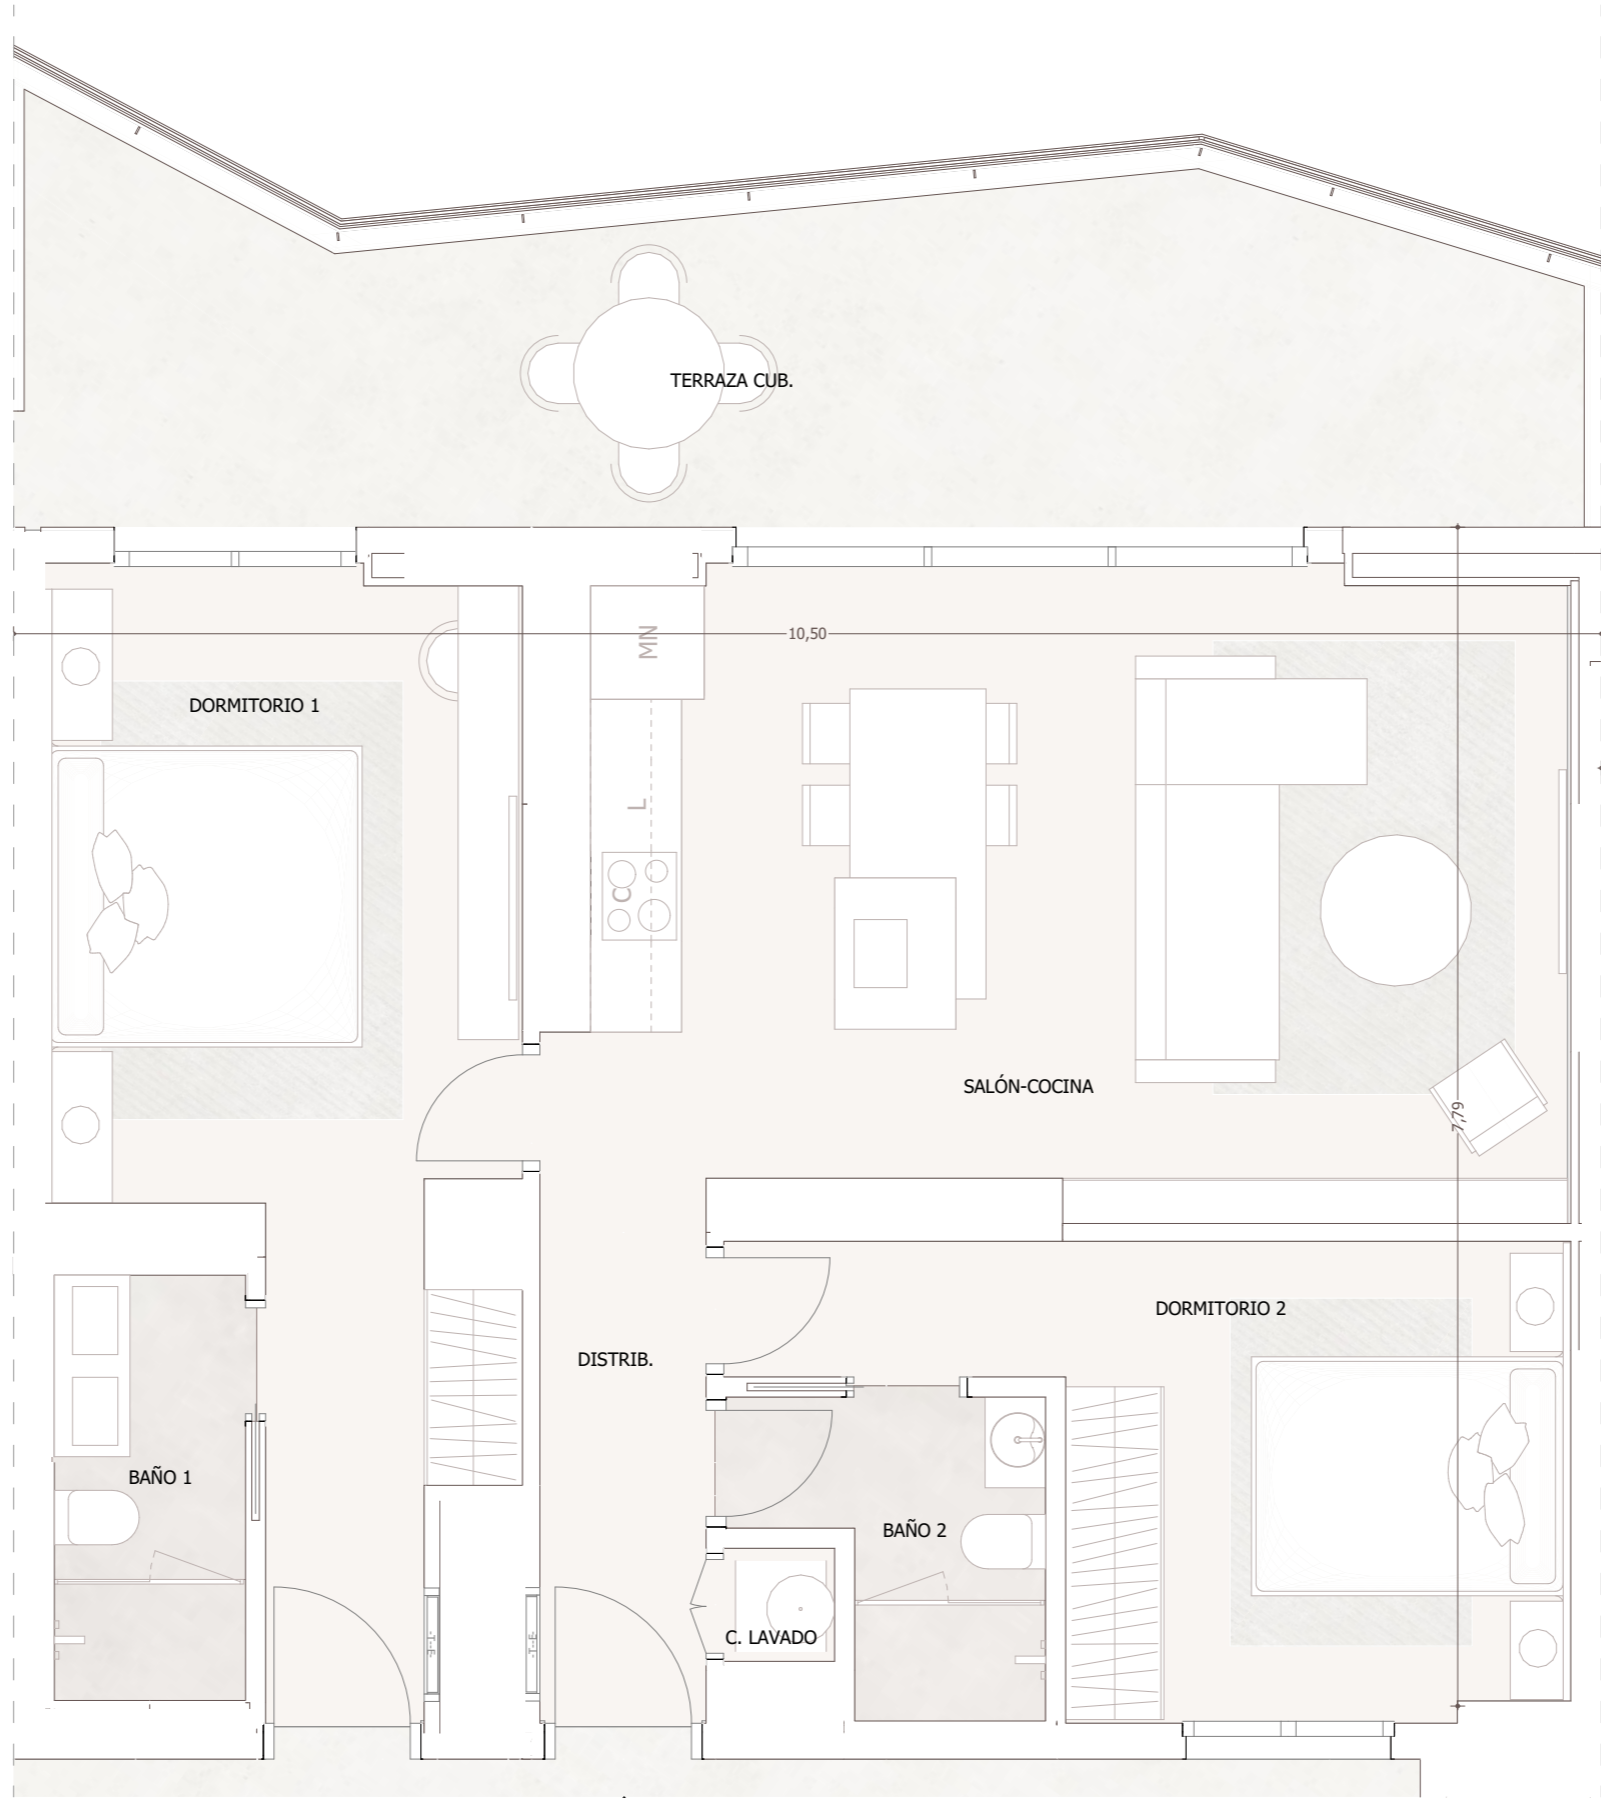 TERRAZA CUB.
10,50
MN
DORMITORIO 1
L
C
SALÓN-COCINA
7,79
DORMITORIO 2
DISTRIB.
BAÑO 1
BAÑO 2
C. LAVADO
-T-E-
-T-E-